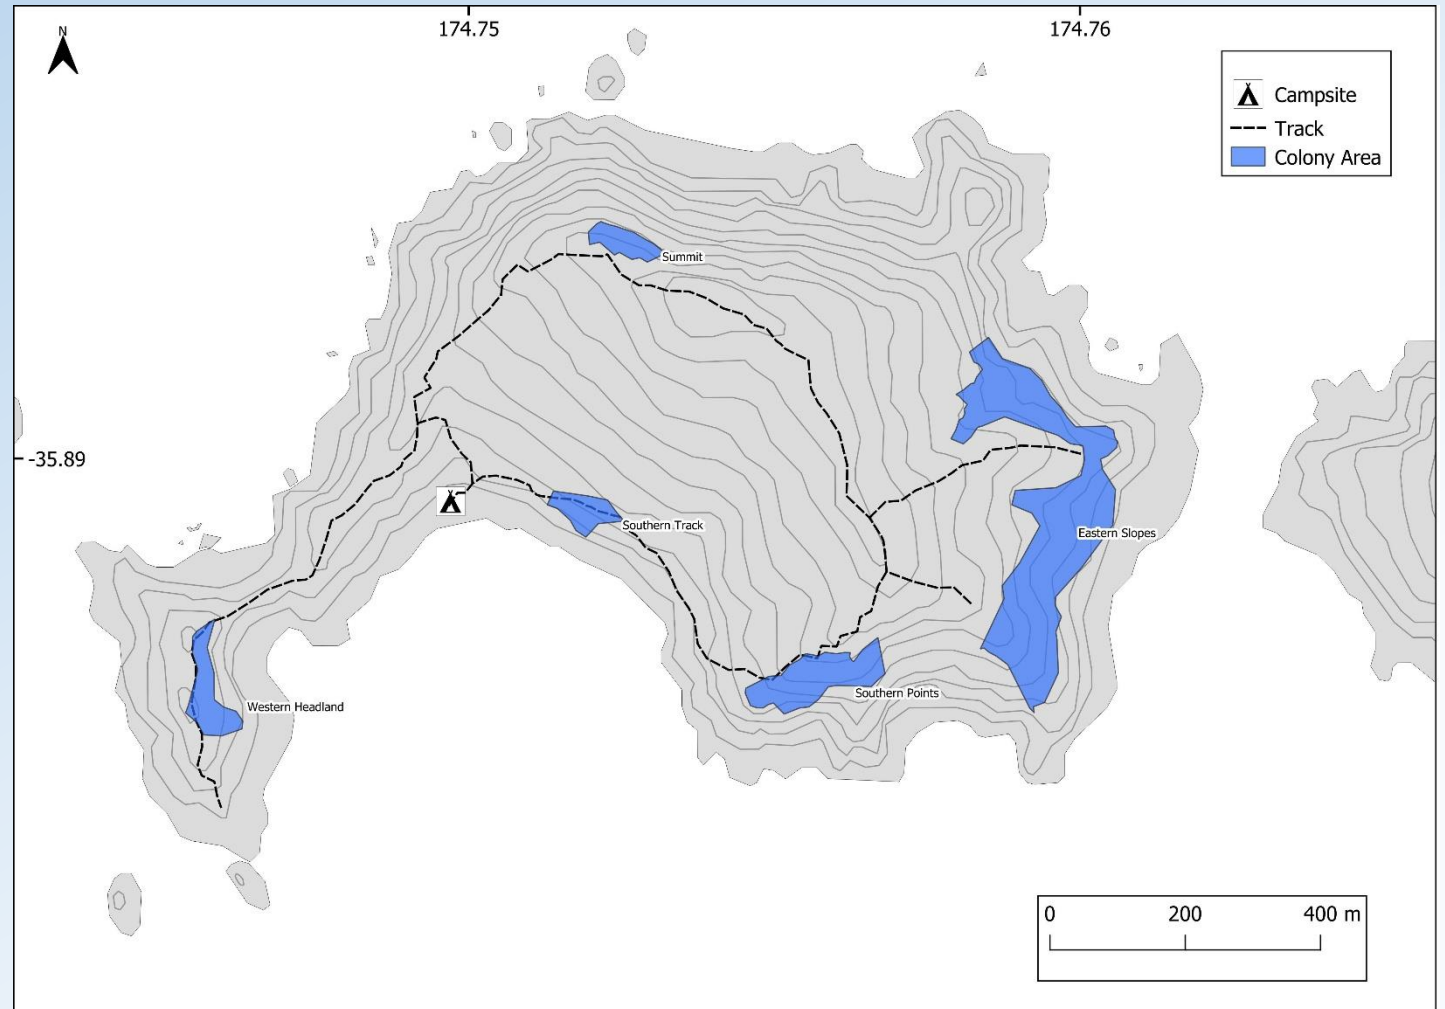 174.75
174.76
N
Campsite
Track
Colony Area
Summit
-35.89
Southern Track
Eastern Slopes
Southern Points
Western Headland
0 200 400 m